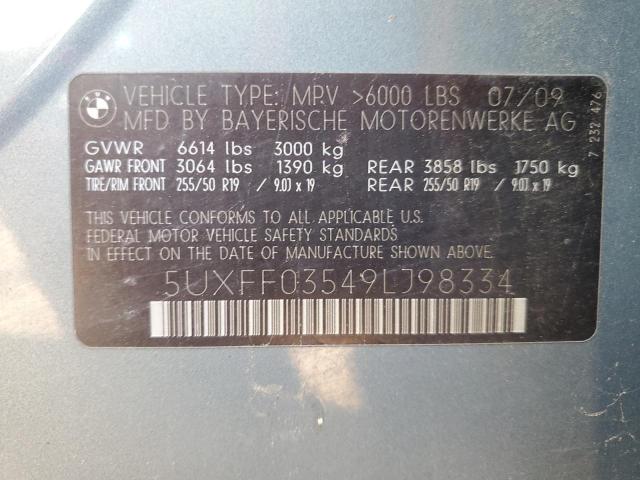 BMW
VEHICLE TYPE: MPV >6000 LBS 07/09
MFD BY BAYERISCHE MOTORENWERKE AG
GVWR 6614 lbs 3000 kg
GAWR FRONT 3064 lbs 1390 kg REAR 3858 lbs 1750 kg
TIRE/RIM FRONT 255/50 R19 / 9.0J x 19 REAR 255/50 R19 / 9.0J x 19
THIS VEHICLE CONFORMS TO ALL APPLICABLE U.S.
FEDERAL MOTOR VEHICLE SAFETY STANDARDS
IN EFFECT ON THE DATE OF MANUFACTURE SHOWN ABOVE.
5UXFF03549LJ98334
7 232 476